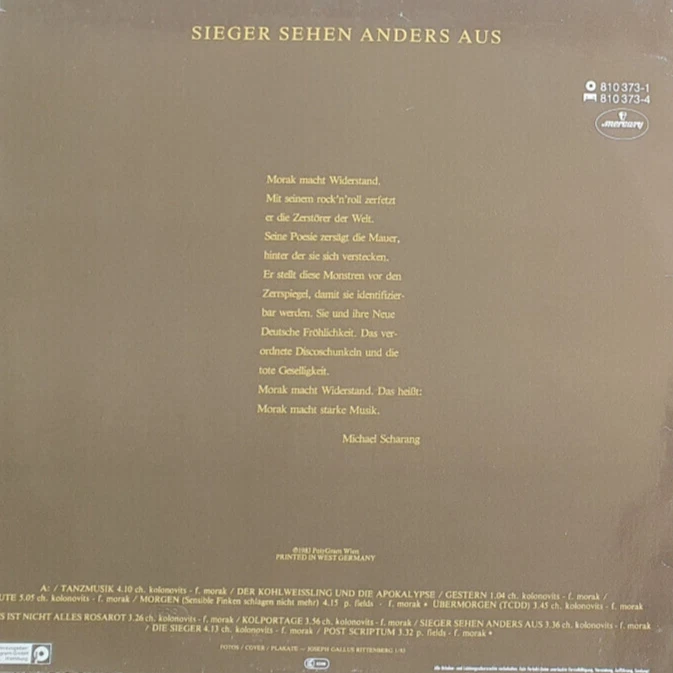 SIEGER SEHEN ANDERS AUS
810 373-1
810 373-4
mercury
Morak macht Widerstand.
Mit seinem rock'n'roll zerfetzt
er die Zerstörer der Welt.
Seine Poesie zersägt die Mauer,
hinter der sie sich verstecken.
Er stellt diese Monstren vor den
Zerrspiegel, damit sie identifizier-
bar werden. Sie und ihre Neue
Deutsche Fröhlichkeit. Das ver-
ordnete Discoschunkeln und die
tote Geselligkeit.
Morak macht Widerstand. Das heißt:
Morak macht starke Musik.
Michael Scharang
℗1983 PolyGram Wien
PRINTED IN WEST GERMANY
A: / TANZMUSIK 4.10 ch. kolonovits - f. morak / DER KOHLWEISSLING UND DIE APOKALYPSE / GESTERN 1.04 ch. kolonovits - f. morak /
UTE 5.05 ch. kolonovits - f. morak / MORGEN (Sensible Finken schlagen nicht mehr) 4.15 p. fields - f. morak • ÜBERMORGEN (TCDD) 3.45 ch. kolonovits - f. morak
S IST NICHT ALLES ROSAROT 3.26 ch. kolonovits - f. morak / KOLPORTAGE 3.56 ch. kolonovits - f. morak / SIEGER SEHEN ANDERS AUS 3.36 ch. kolonovits - f. morak
/ DIE SIEGER 4.13 ch. kolonovits - f. morak / POST SCRIPTUM 3.32 p. fields - f. morak •
FOTOS / COVER / PLAKATE — JOSEPH GALLUS RITTENBERG 1/83